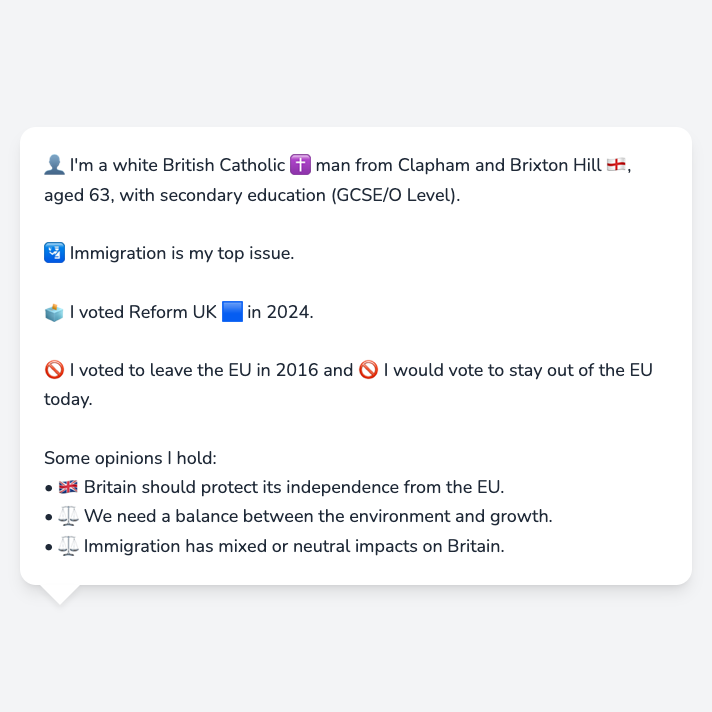 👤 I'm a white British Catholic ✝️ man from Clapham and Brixton Hill 🏴󠁧󠁢󠁥󠁮󠁧󠁿,
aged 63, with secondary education (GCSE/O Level).
🛂 Immigration is my top issue.
🗳️ I voted Reform UK 🟦 in 2024.
🚫 I voted to leave the EU in 2016 and 🚫 I would vote to stay out of the EU
today.
Some opinions I hold:
• 🇬🇧 Britain should protect its independence from the EU.
• ⚖️ We need a balance between the environment and growth.
• ⚖️ Immigration has mixed or neutral impacts on Britain.